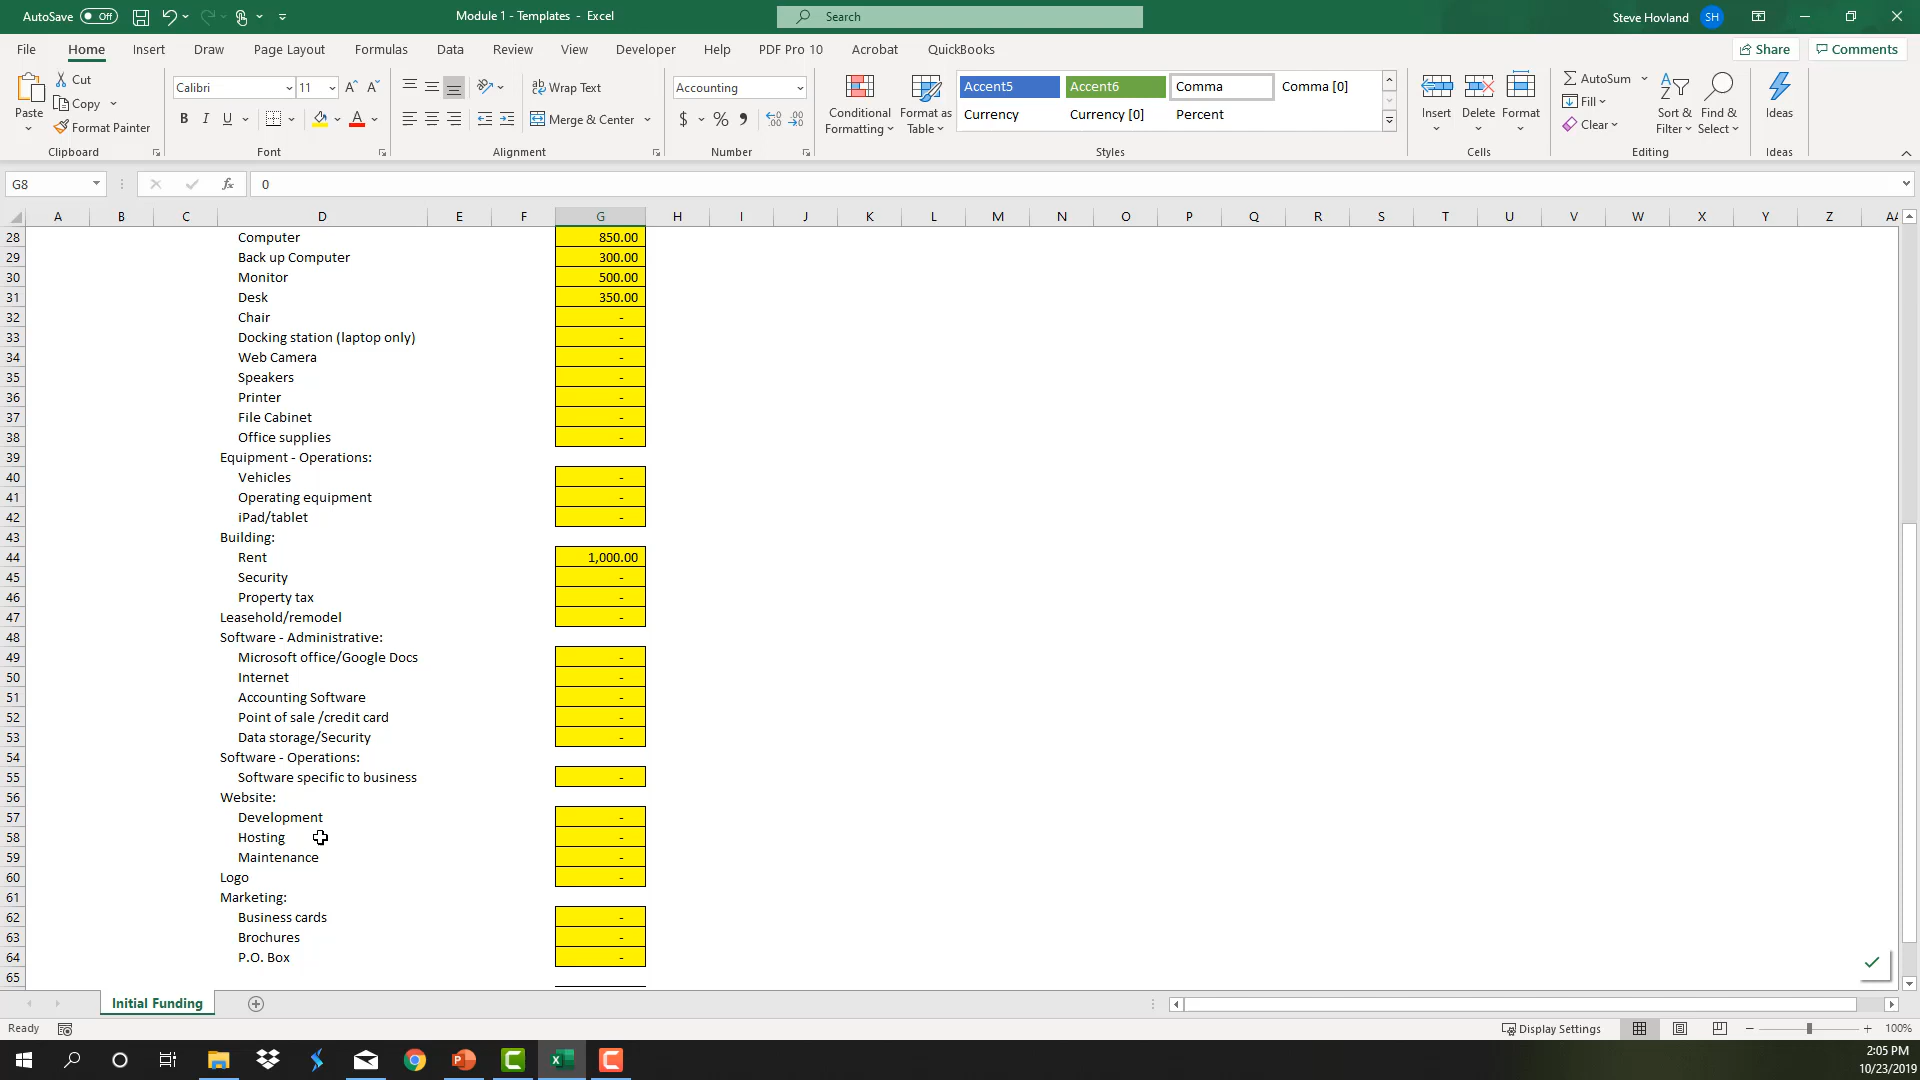 AutoSave Off Module 1 - Templates - Excel Search Steve Hovland SH
File Home Insert Draw Page Layout Formulas Data Review View Developer Help PDF Pro 10 Acrobat QuickBooks Share Comments
Paste Cut Copy Format Painter Clipboard
Calibri 11 B I U Font
Wrap Text Merge & Center Alignment
Accounting $ % Number
Conditional Formatting Format as Table
Accent5 Accent6 Comma Comma [0]
Currency Currency [0] Percent
Styles
Insert Delete Format Cells
AutoSum Fill Clear Sort & Filter Find & Select Editing
Ideas Ideas
G8 fx 0
A B C D E F G H I J K L M N O P Q R S T U V W X Y Z AA
28 Computer 850.00
29 Back up Computer 300.00
30 Monitor 500.00
31 Desk 350.00
32 Chair -
33 Docking station (laptop only) -
34 Web Camera -
35 Speakers -
36 Printer -
37 File Cabinet -
38 Office supplies -
39 Equipment - Operations:
40 Vehicles -
41 Operating equipment -
42 iPad/tablet -
43 Building:
44 Rent 1,000.00
45 Security -
46 Property tax -
47 Leasehold/remodel -
48 Software - Administrative:
49 Microsoft office/Google Docs -
50 Internet -
51 Accounting Software -
52 Point of sale /credit card -
53 Data storage/Security -
54 Software - Operations:
55 Software specific to business -
56 Website:
57 Development -
58 Hosting -
59 Maintenance -
60 Logo -
61 Marketing:
62 Business cards -
63 Brochures -
64 P.O. Box -
65
Initial Funding
Ready Display Settings 100%
2:05 PM
10/23/2019